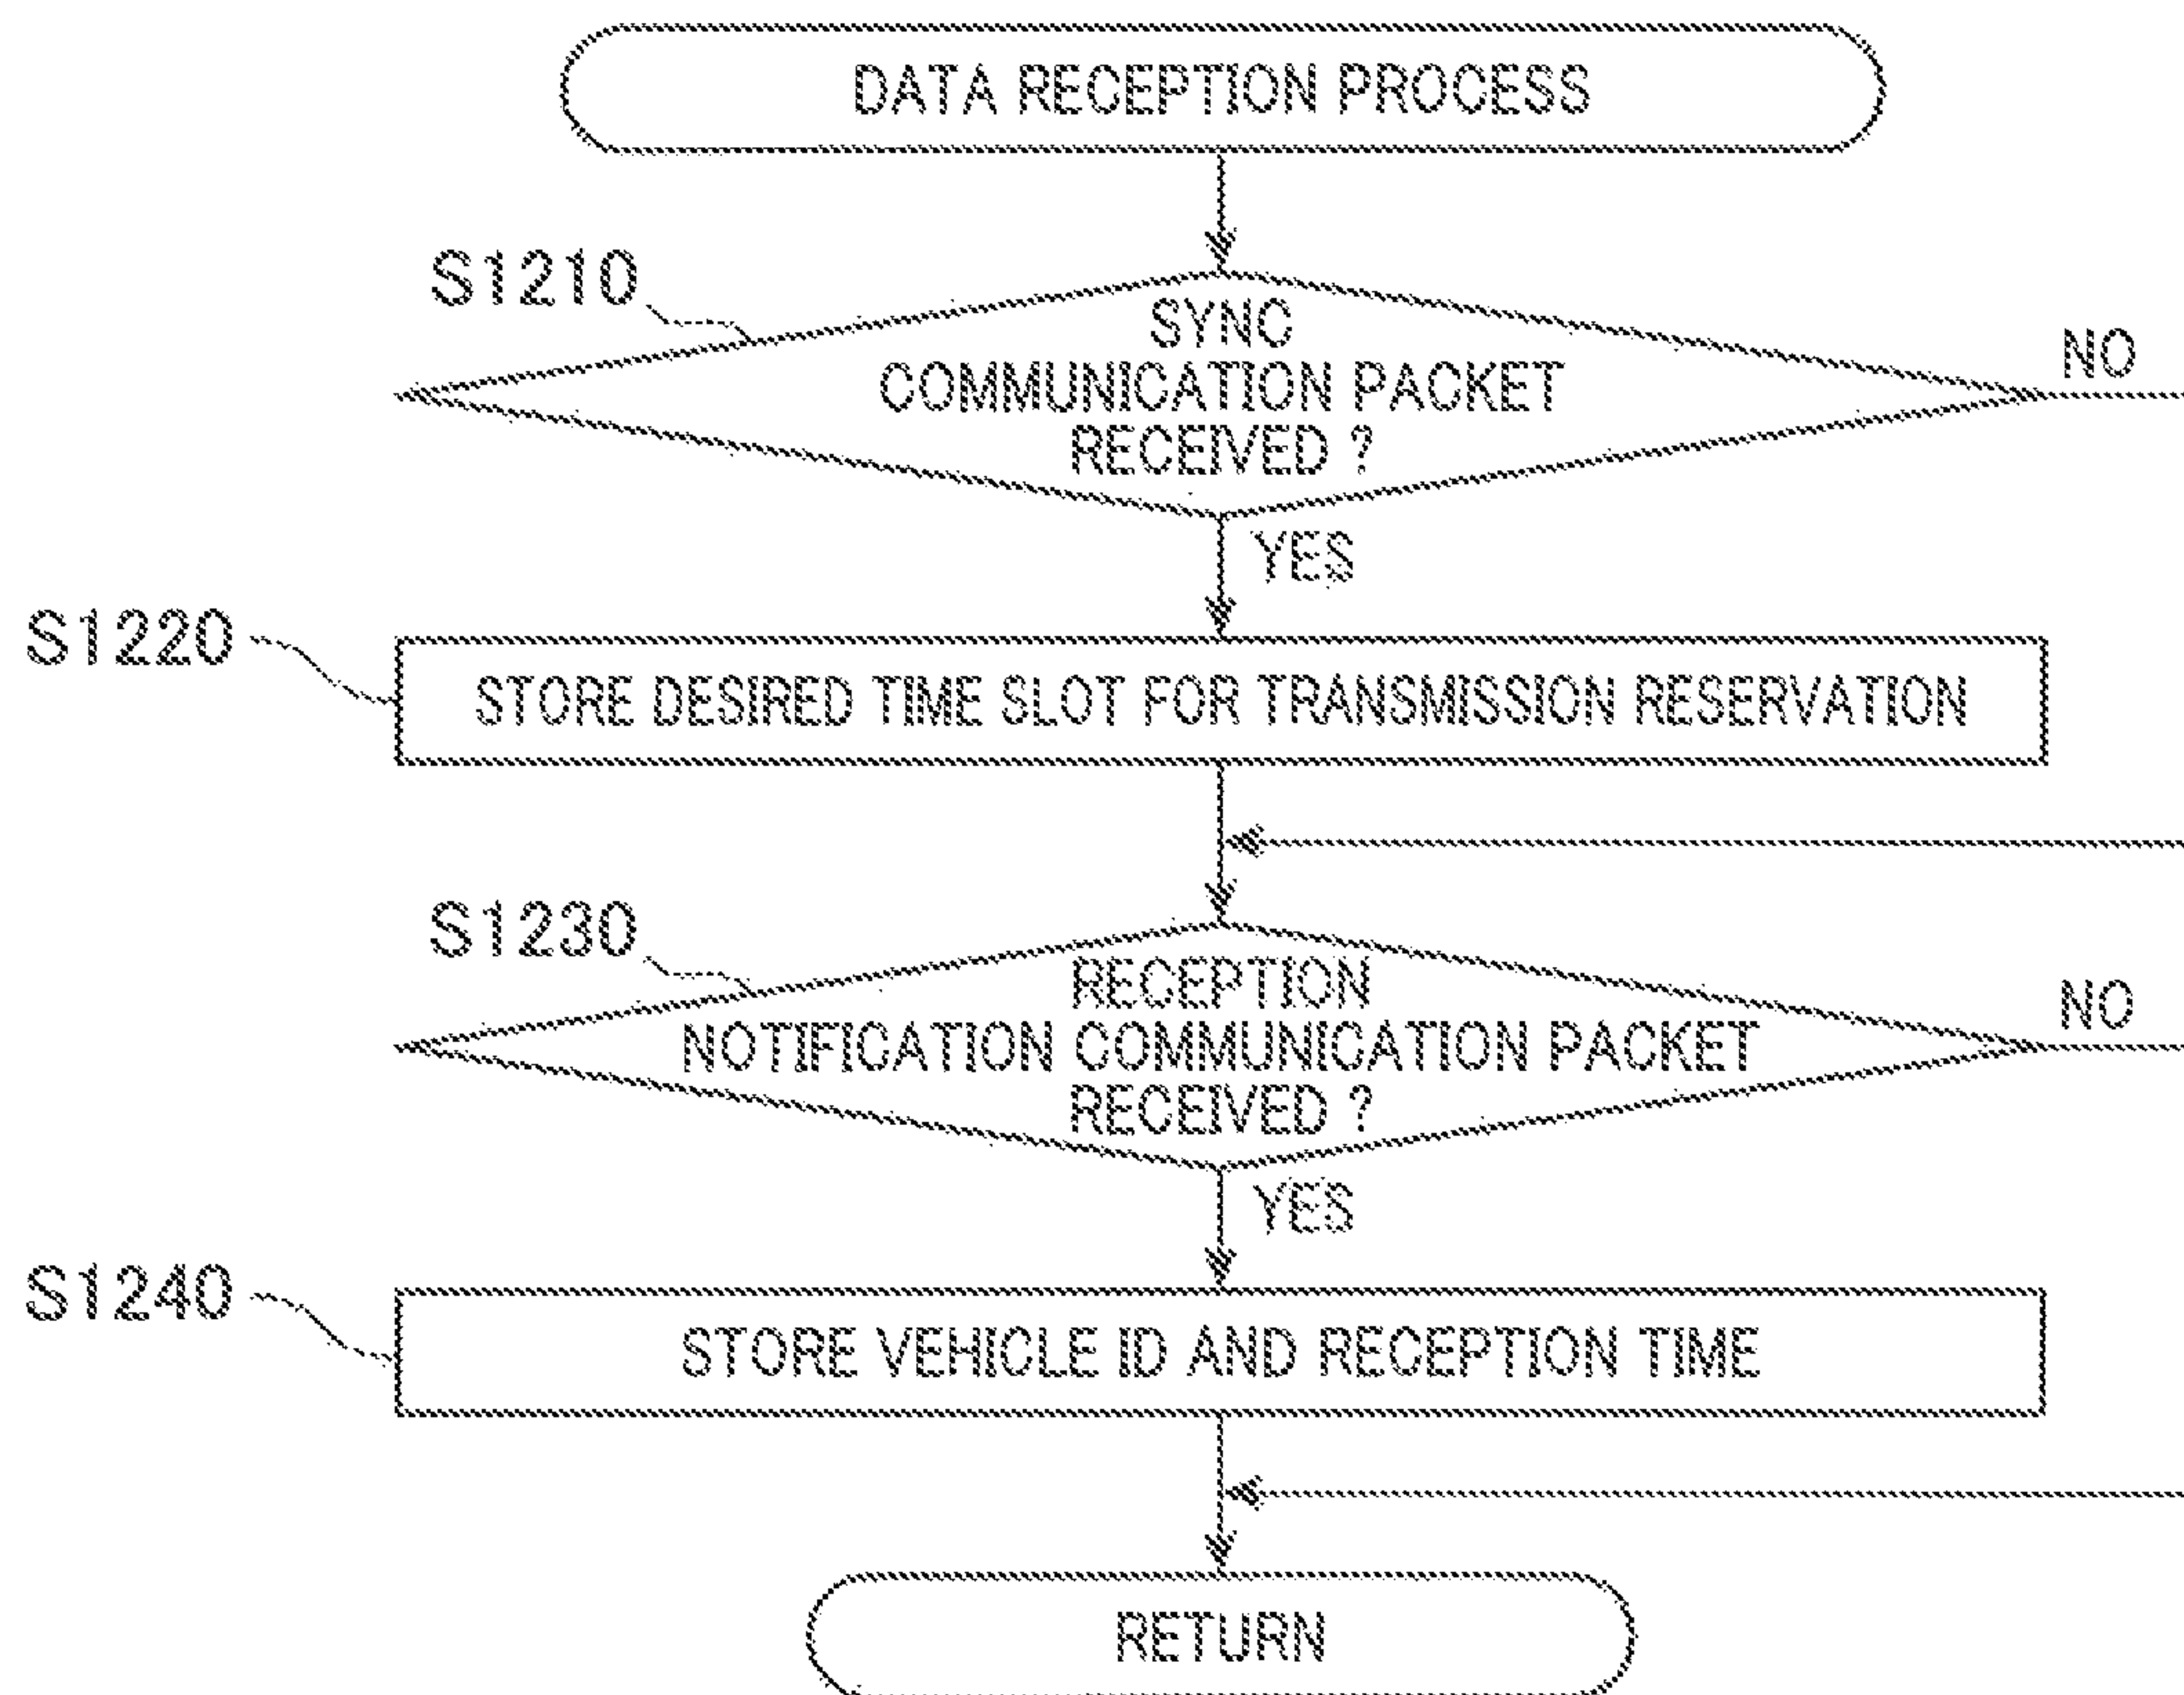 DATA RECEPTION PROCESS
S1210
SYNC
COMMUNICATION PACKET
RECEIVED ?
NO
YES
S1220
STORE DESIRED TIME SLOT FOR TRANSMISSION RESERVATION
S1230
RECEPTION
NOTIFICATION COMMUNICATION PACKET
RECEIVED ?
NO
YES
S1240
STORE VEHICLE ID AND RECEPTION TIME
RETURN